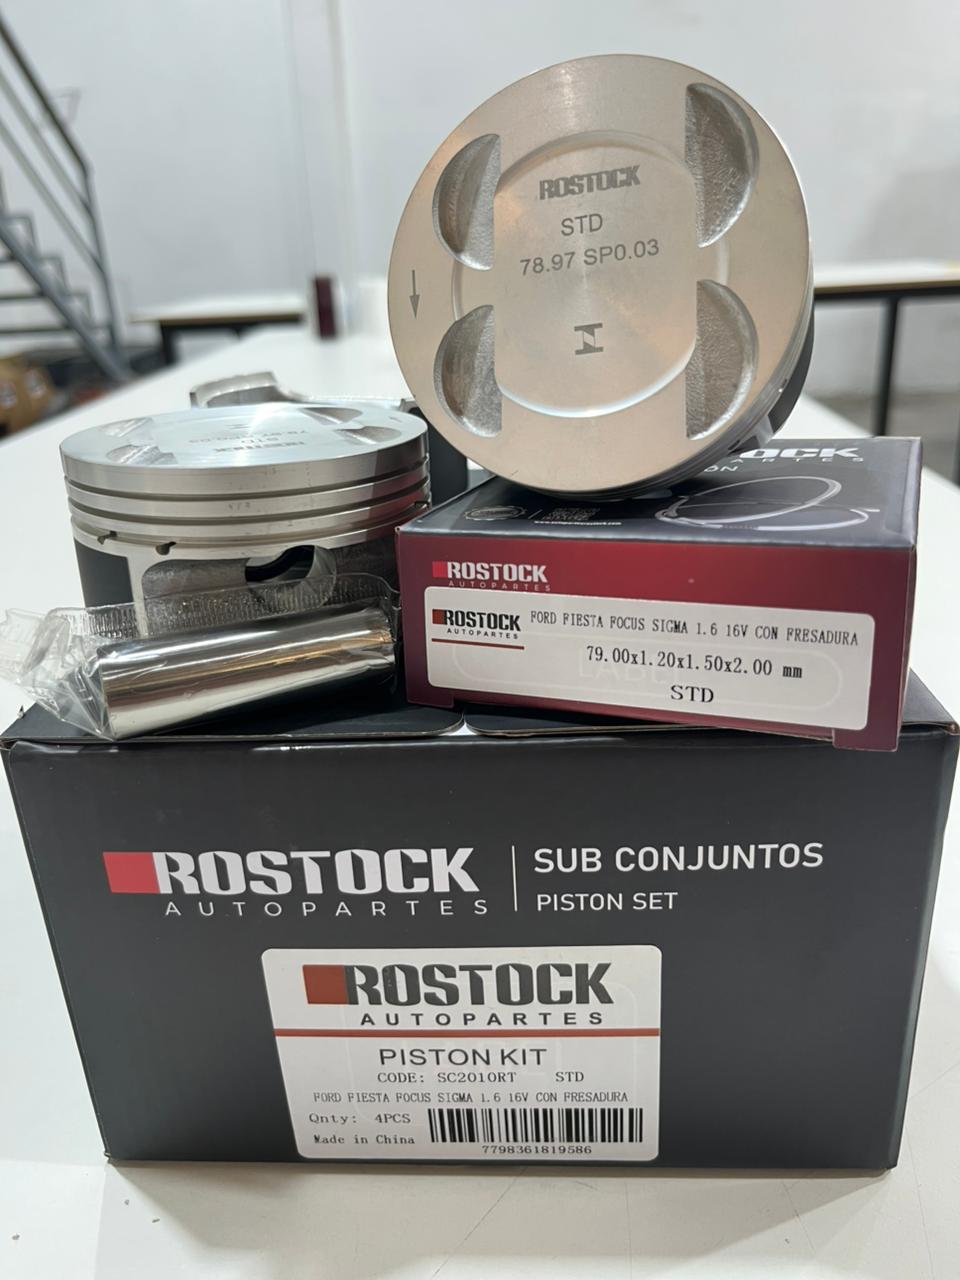 ROSTOCK
STD
78.97 SP0.03
ROSTOCK
STD
ROSTOCK
AUTOPARTES
ROSTOCK
AUTOPARTES
FORD FIESTA FOCUS SIGMA 1.6 16V CON FRESADURA
79.00x1.20x1.50x2.00 mm
STD
ROSTOCK
AUTOPARTES
SUB CONJUNTOS
PISTON SET
ROSTOCK
AUTOPARTES
PISTON KIT
CODE: SC2010RT STD
FORD FIESTA FOCUS SIGMA 1.6 16V CON FRESADURA
Qnty: 4PCS
Made in China
7798361819586